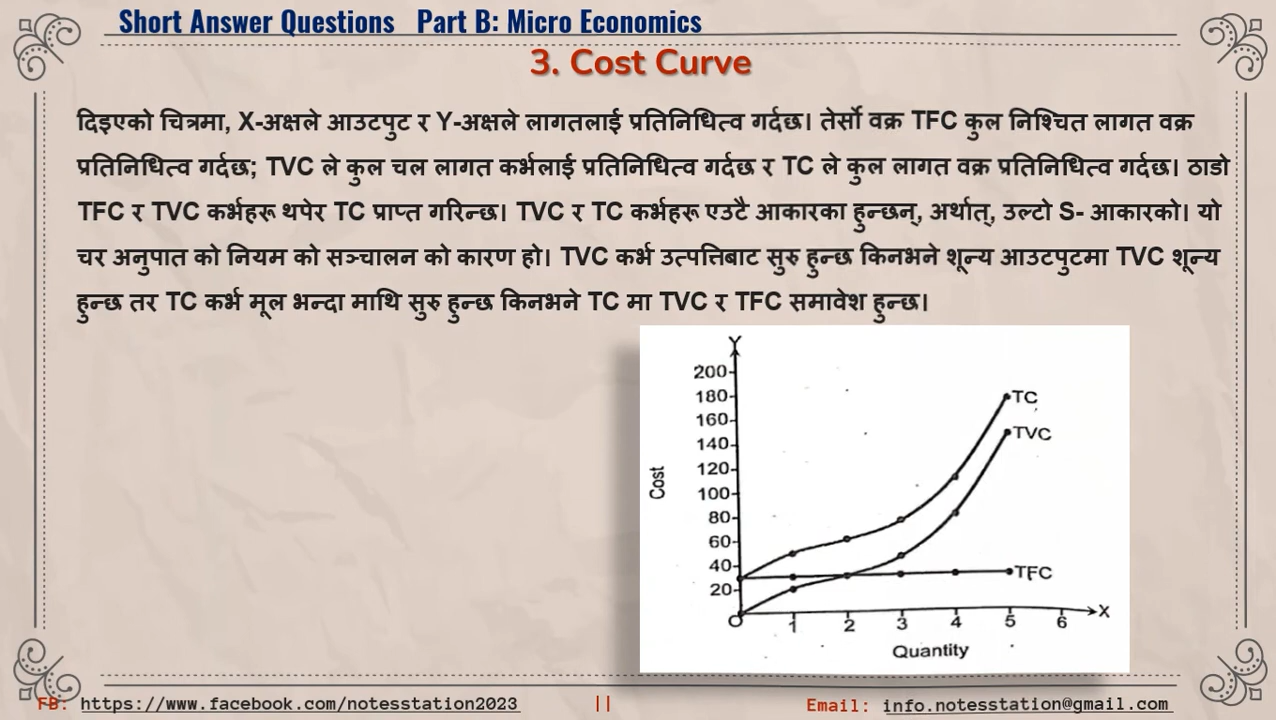 Short Answer Questions Part B: Micro Economics
3. Cost Curve
दिइएको चित्रमा, X-अक्षले आउटपुट र Y-अक्षले लागतलाई प्रतिनिधित्व गर्दछ। तेर्सो वक्र TFC कुल निश्चित लागत वक्र
प्रतिनिधित्व गर्दछ; TVC ले कुल चल लागत कर्भलाई प्रतिनिधित्व गर्दछ र TC ले कुल लागत वक्र प्रतिनिधित्व गर्दछ। ठाडो
TFC र TVC कर्भहरू थपेर TC प्राप्त गरिन्छ। TVC र TC कर्भहरू एउटै आकारका हुन्छन्, अर्थात्, उल्टो S- आकारको। यो
चर अनुपात को नियम को सञ्चालन को कारण हो। TVC कर्भ उत्पत्तिबाट सुरु हुन्छ किनभने शून्य आउटपुटमा TVC शून्य
हुन्छ तर TC कर्भ मूल भन्दा माथि सुरु हुन्छ किनभने TC मा TVC र TFC समावेश हुन्छ।
Y
200
180
160
140
120
100
80
60
40
20
Cost
TC
TVC
TFC
O 1 2 3 4 5 6 X
Quantity
FB: https://www.facebook.com/notesstation2023 || Email: info.notesstation@gmail.com